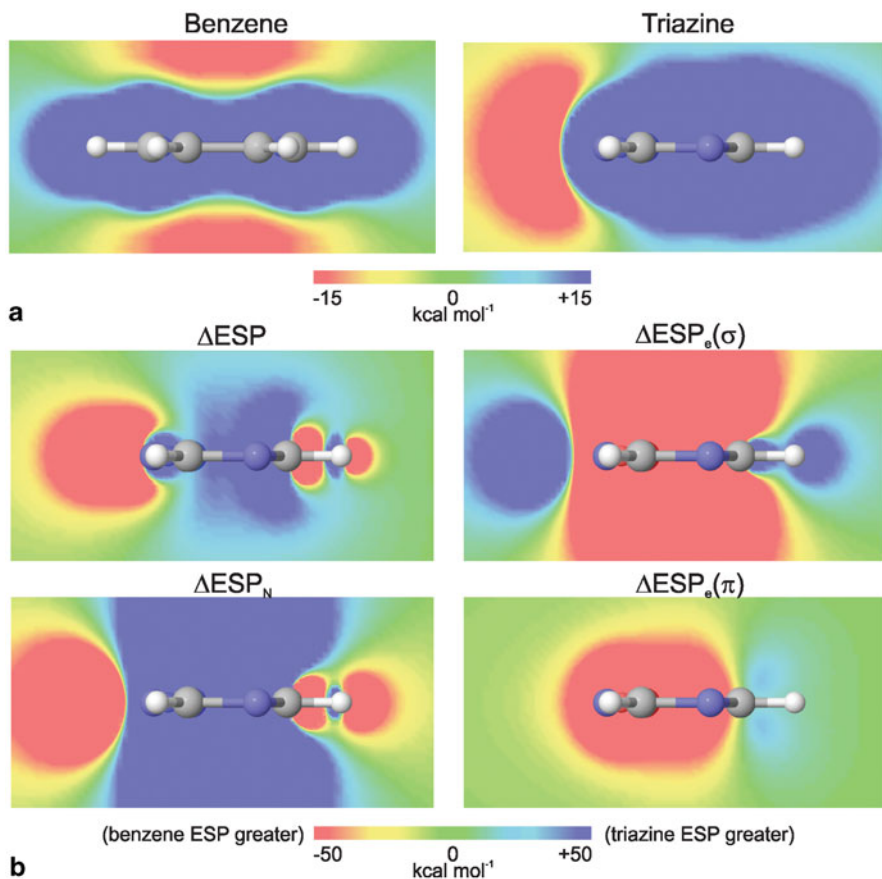 Benzene Triazine
-15 0 +15
kcal mol⁻¹
a
ΔESP ΔESPₑ(σ)
ΔESP_N ΔESPₑ(π)
(benzene ESP greater) (triazine ESP greater)
-50 0 +50
kcal mol⁻¹
b